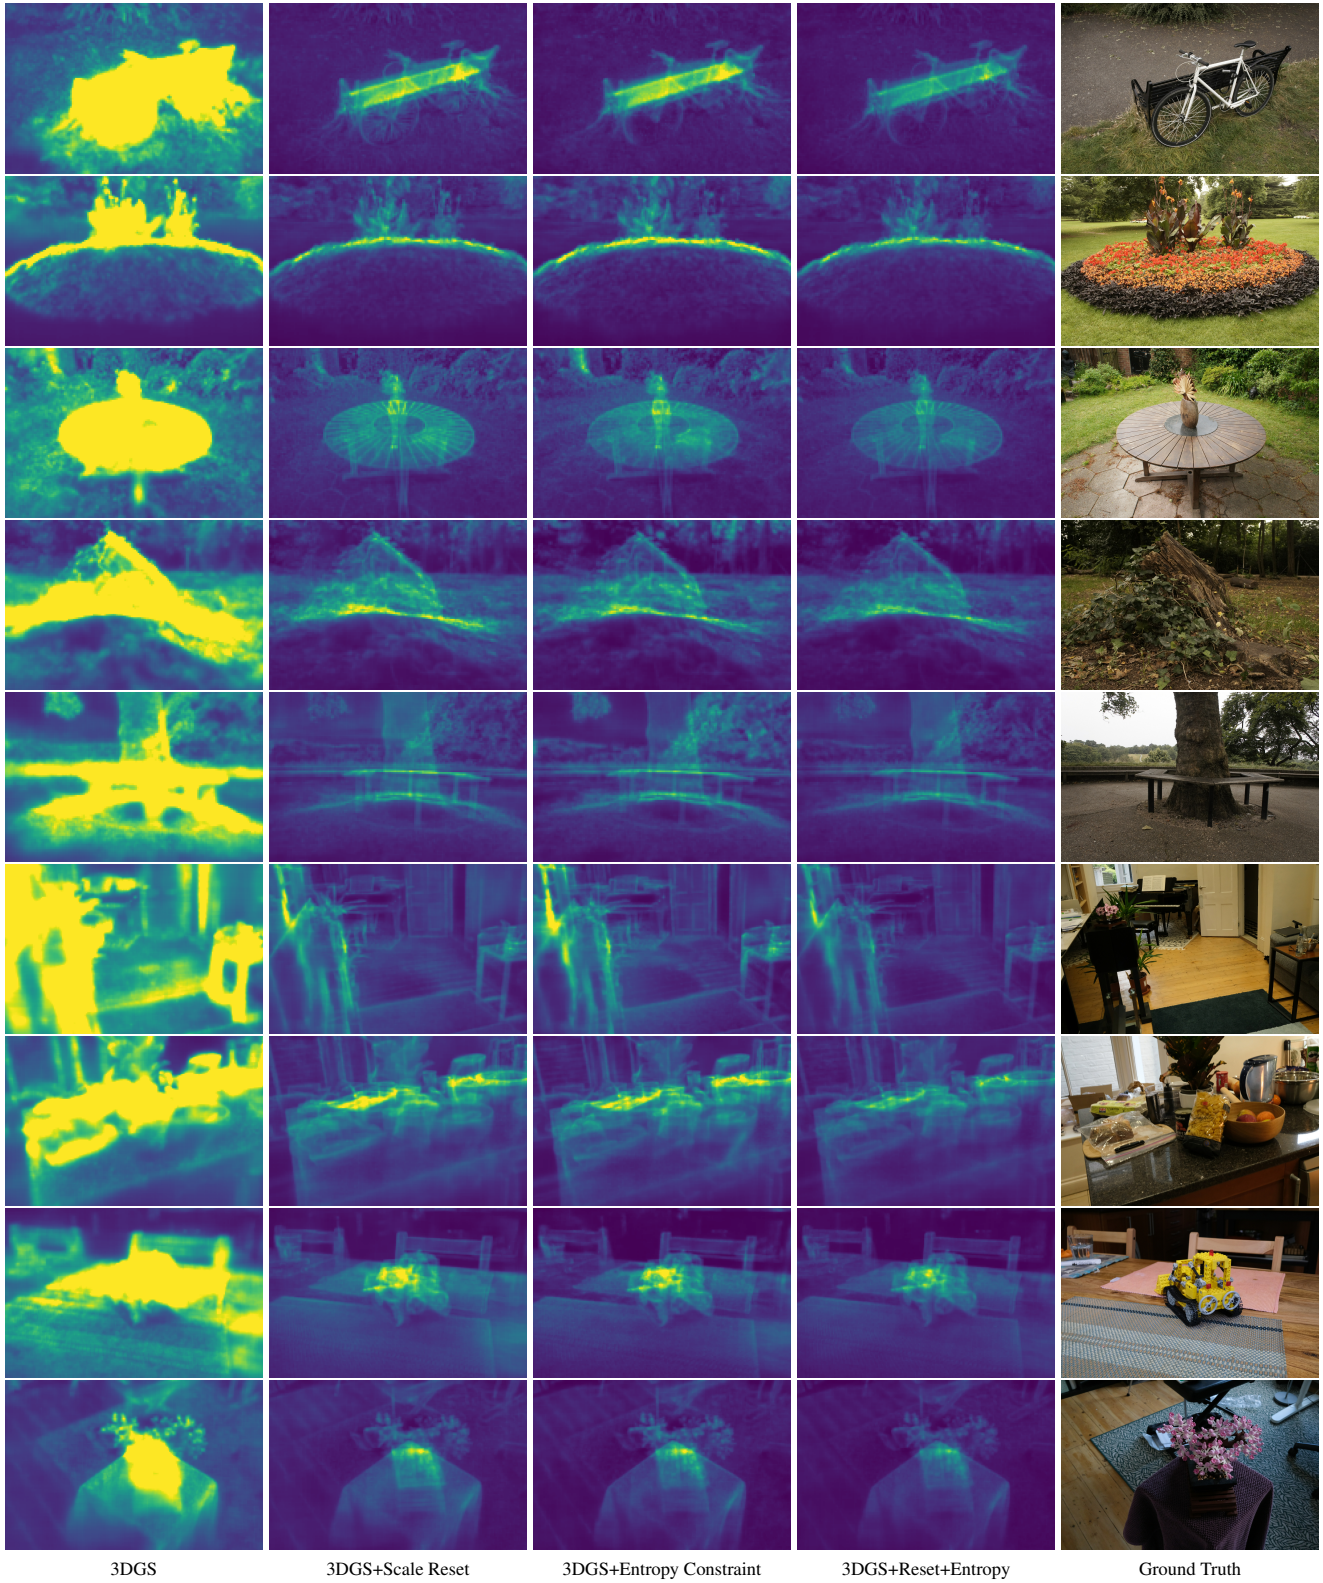 3DGS
3DGS+Scale Reset
3DGS+Entropy Constraint
3DGS+Reset+Entropy
Ground Truth